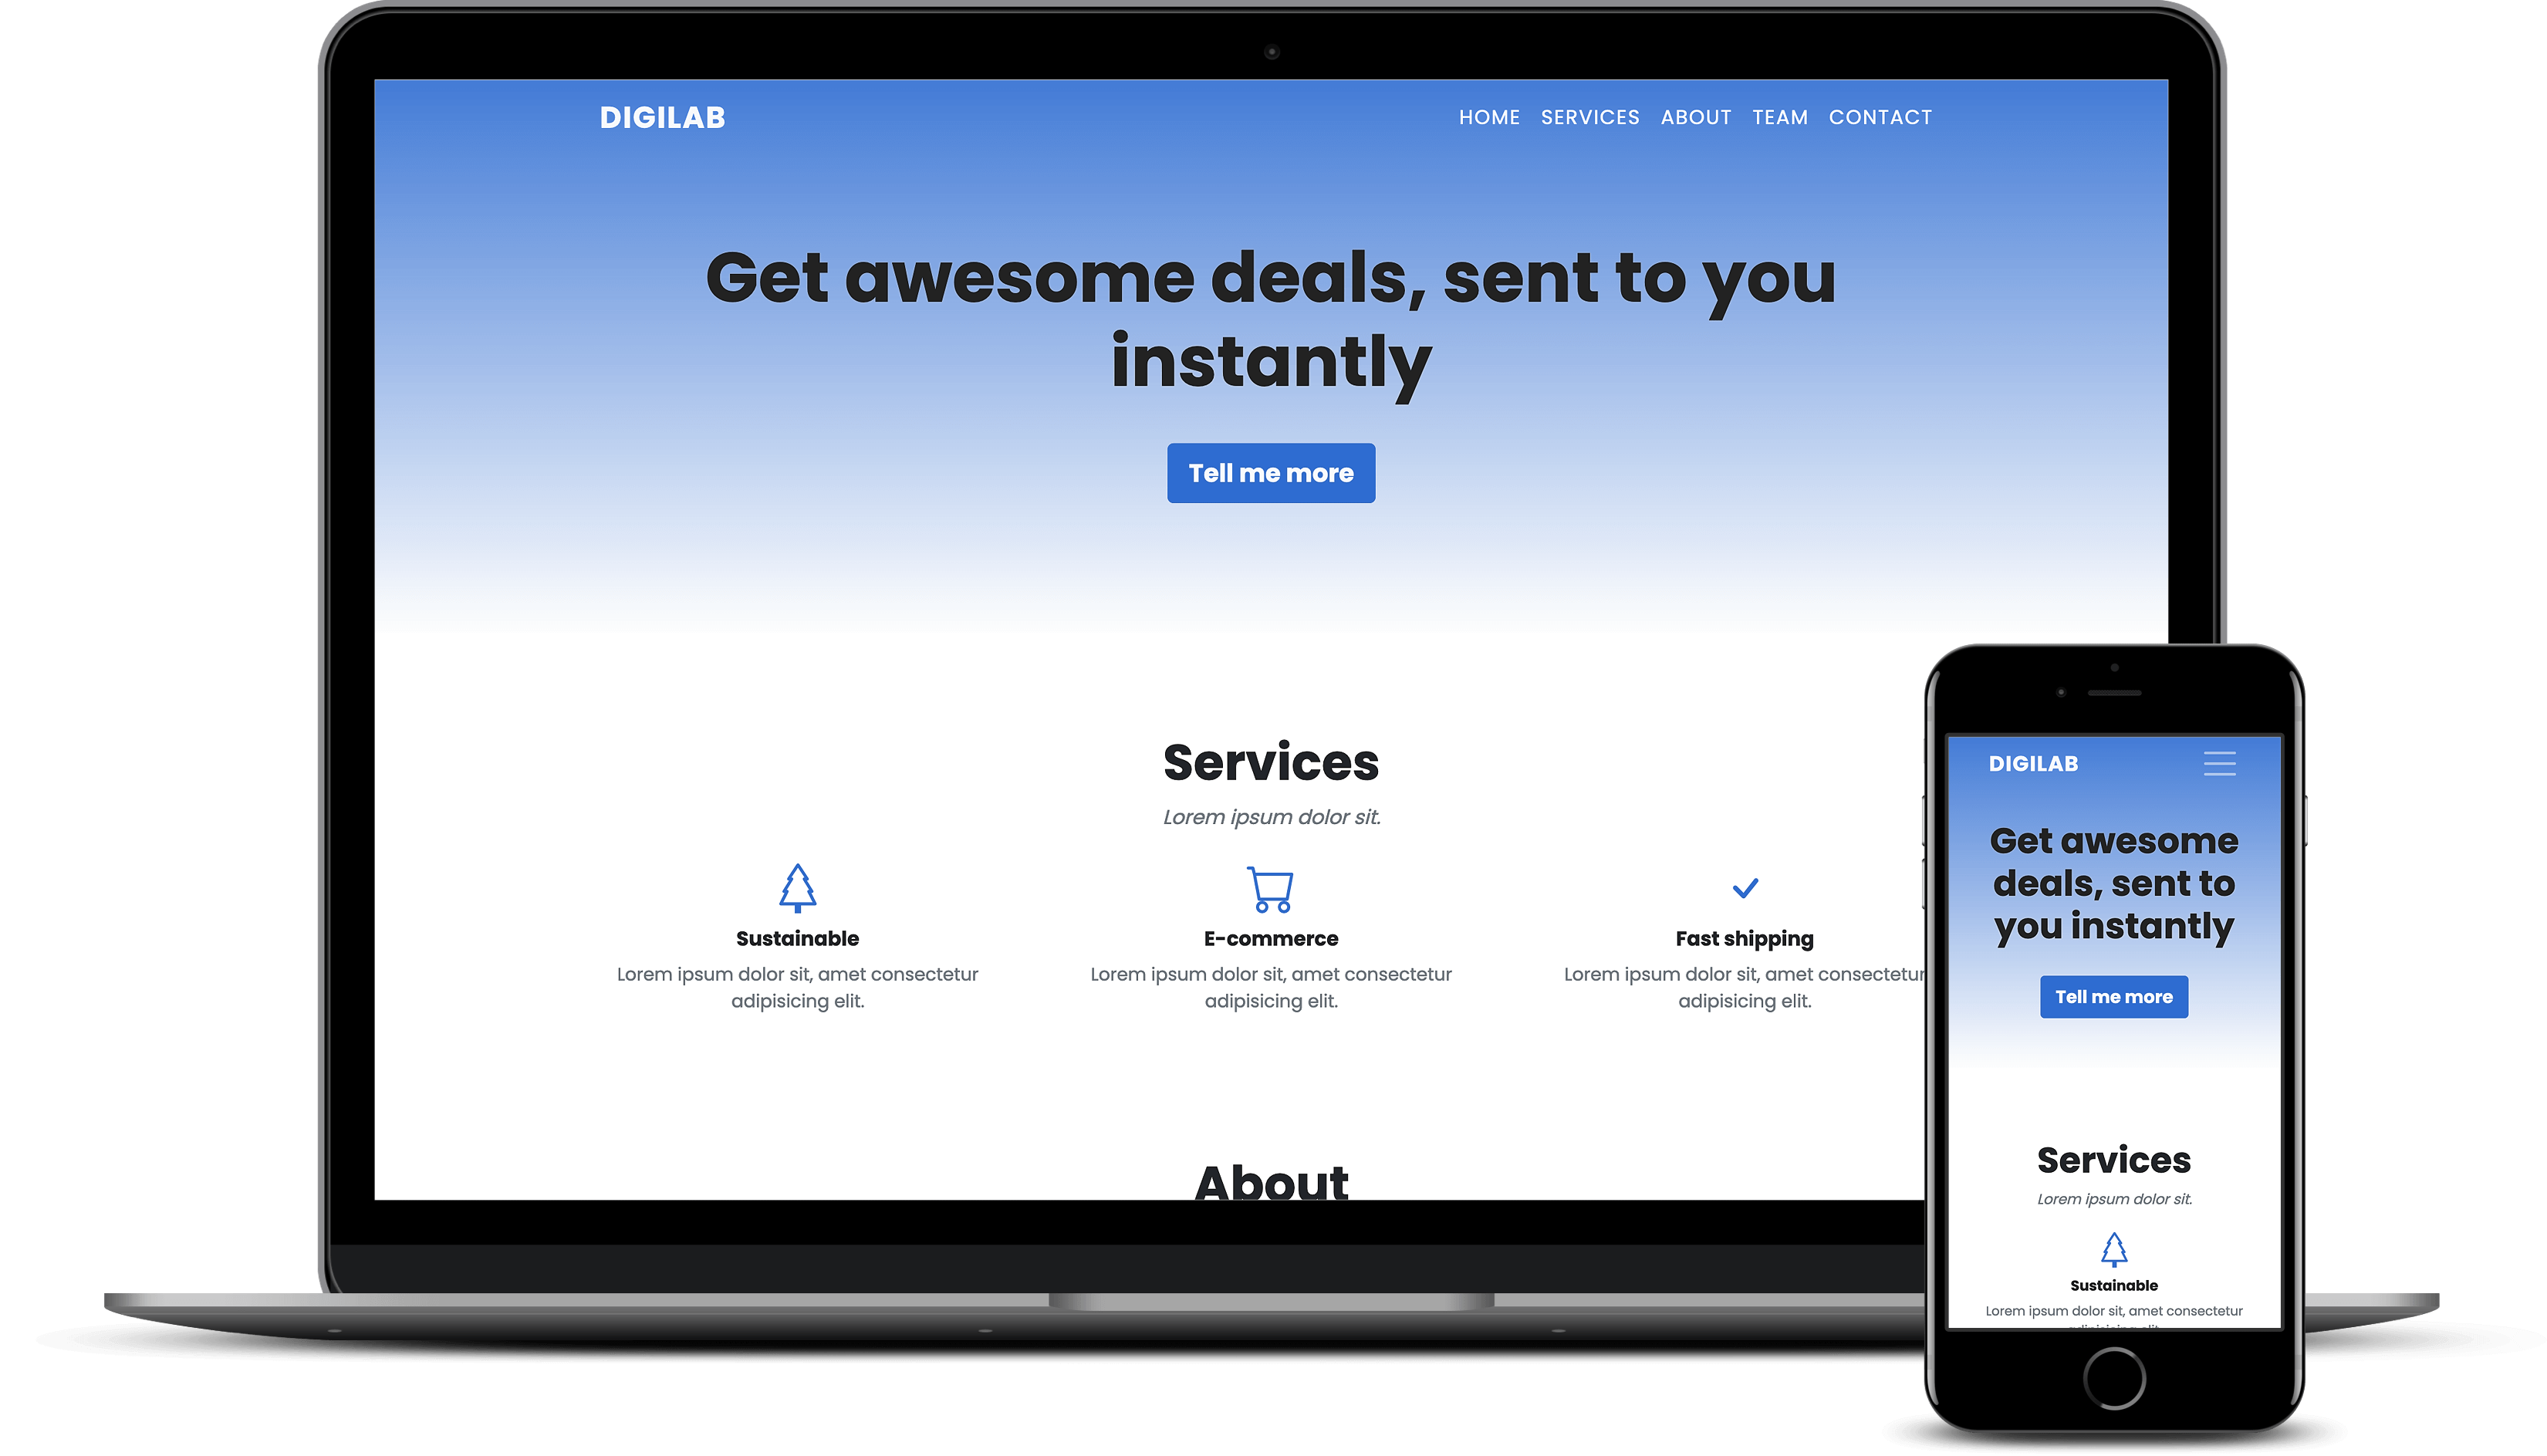 DIGILAB
HOME SERVICES ABOUT TEAM CONTACT
Get awesome deals, sent to you
instantly
Tell me more
Services
Lorem ipsum dolor sit.
Sustainable
Lorem ipsum dolor sit, amet consectetur
adipisicing elit.
E-commerce
Lorem ipsum dolor sit, amet consectetur
adipisicing elit.
Fast shipping
Lorem ipsum dolor sit, amet consectetur
adipisicing elit.
About
DIGILAB
Get awesome
deals, sent to
you instantly
Tell me more
Services
Lorem ipsum dolor sit.
Sustainable
Lorem ipsum dolor sit, amet consectetur